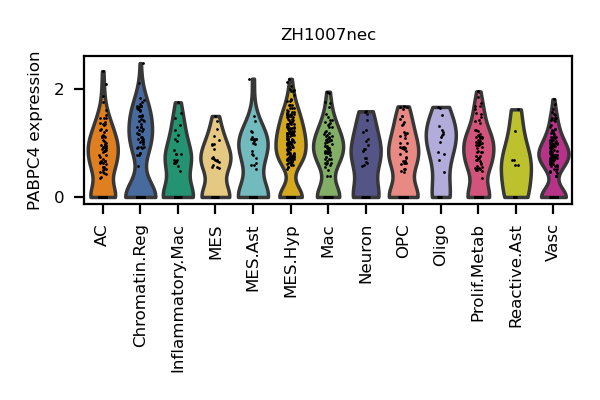 ZH1007nec
PABPC4 expression
2
0
AC
Chromatin.Reg
Inflammatory.Mac
MES
MES.Ast
MES.Hyp
Mac
Neuron
OPC
Oligo
Prolif.Metab
Reactive.Ast
Vasc